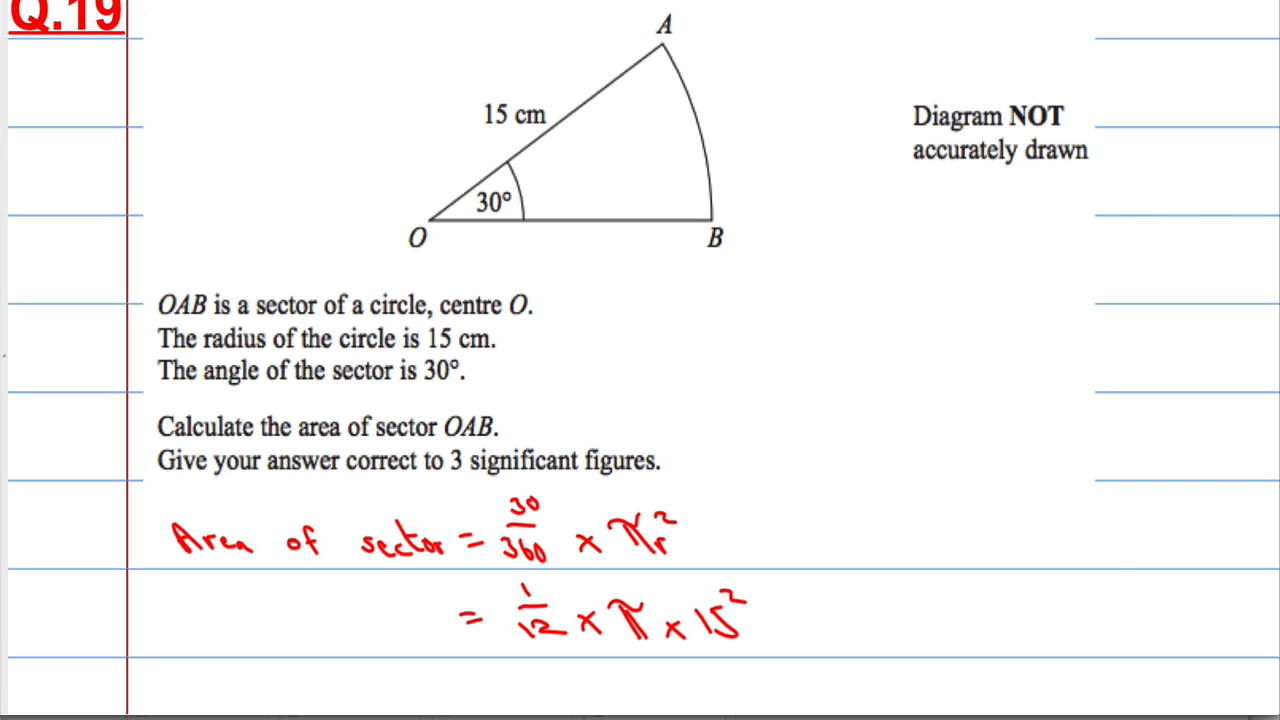 Q.19
A
15 cm
Diagram NOT
accurately drawn
30°
O
B
OAB is a sector of a circle, centre O.
The radius of the circle is 15 cm.
The angle of the sector is 30°.
Calculate the area of sector OAB.
Give your answer correct to 3 significant figures.
Area of sector = 30/360 × πr²
= 1/12 × π × 15²